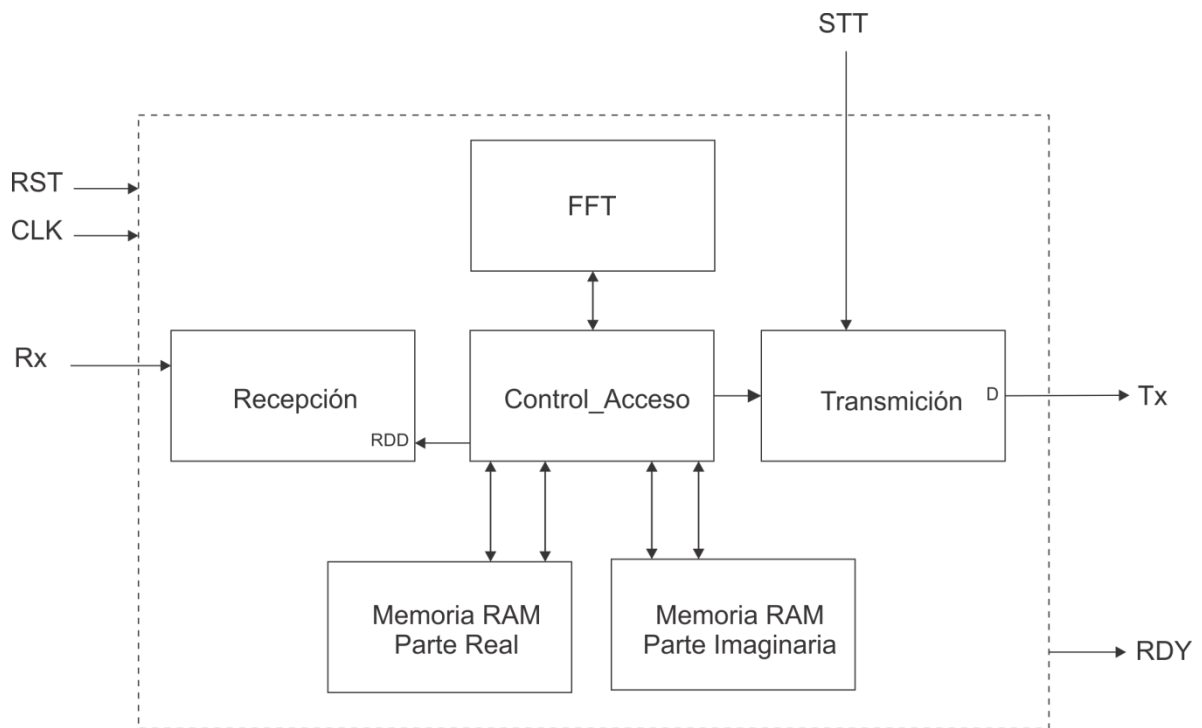 STT
RST
CLK
FFT
Rx
Recepción
RDD
Control_Acceso
Transmición
D
Tx
Memoria RAM
Parte Real
Memoria RAM
Parte Imaginaria
RDY